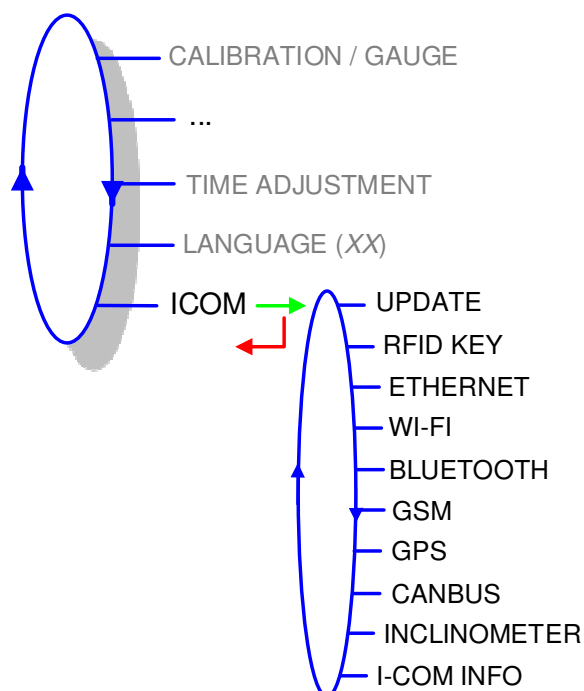 CALIBRATION / GAUGE
...
TIME ADJUSTMENT
LANGUAGE (XX)
ICOM
UPDATE
RFID KEY
ETHERNET
WI-FI
BLUETOOTH
GSM
GPS
CANBUS
INCLINOMETER
I-COM INFO